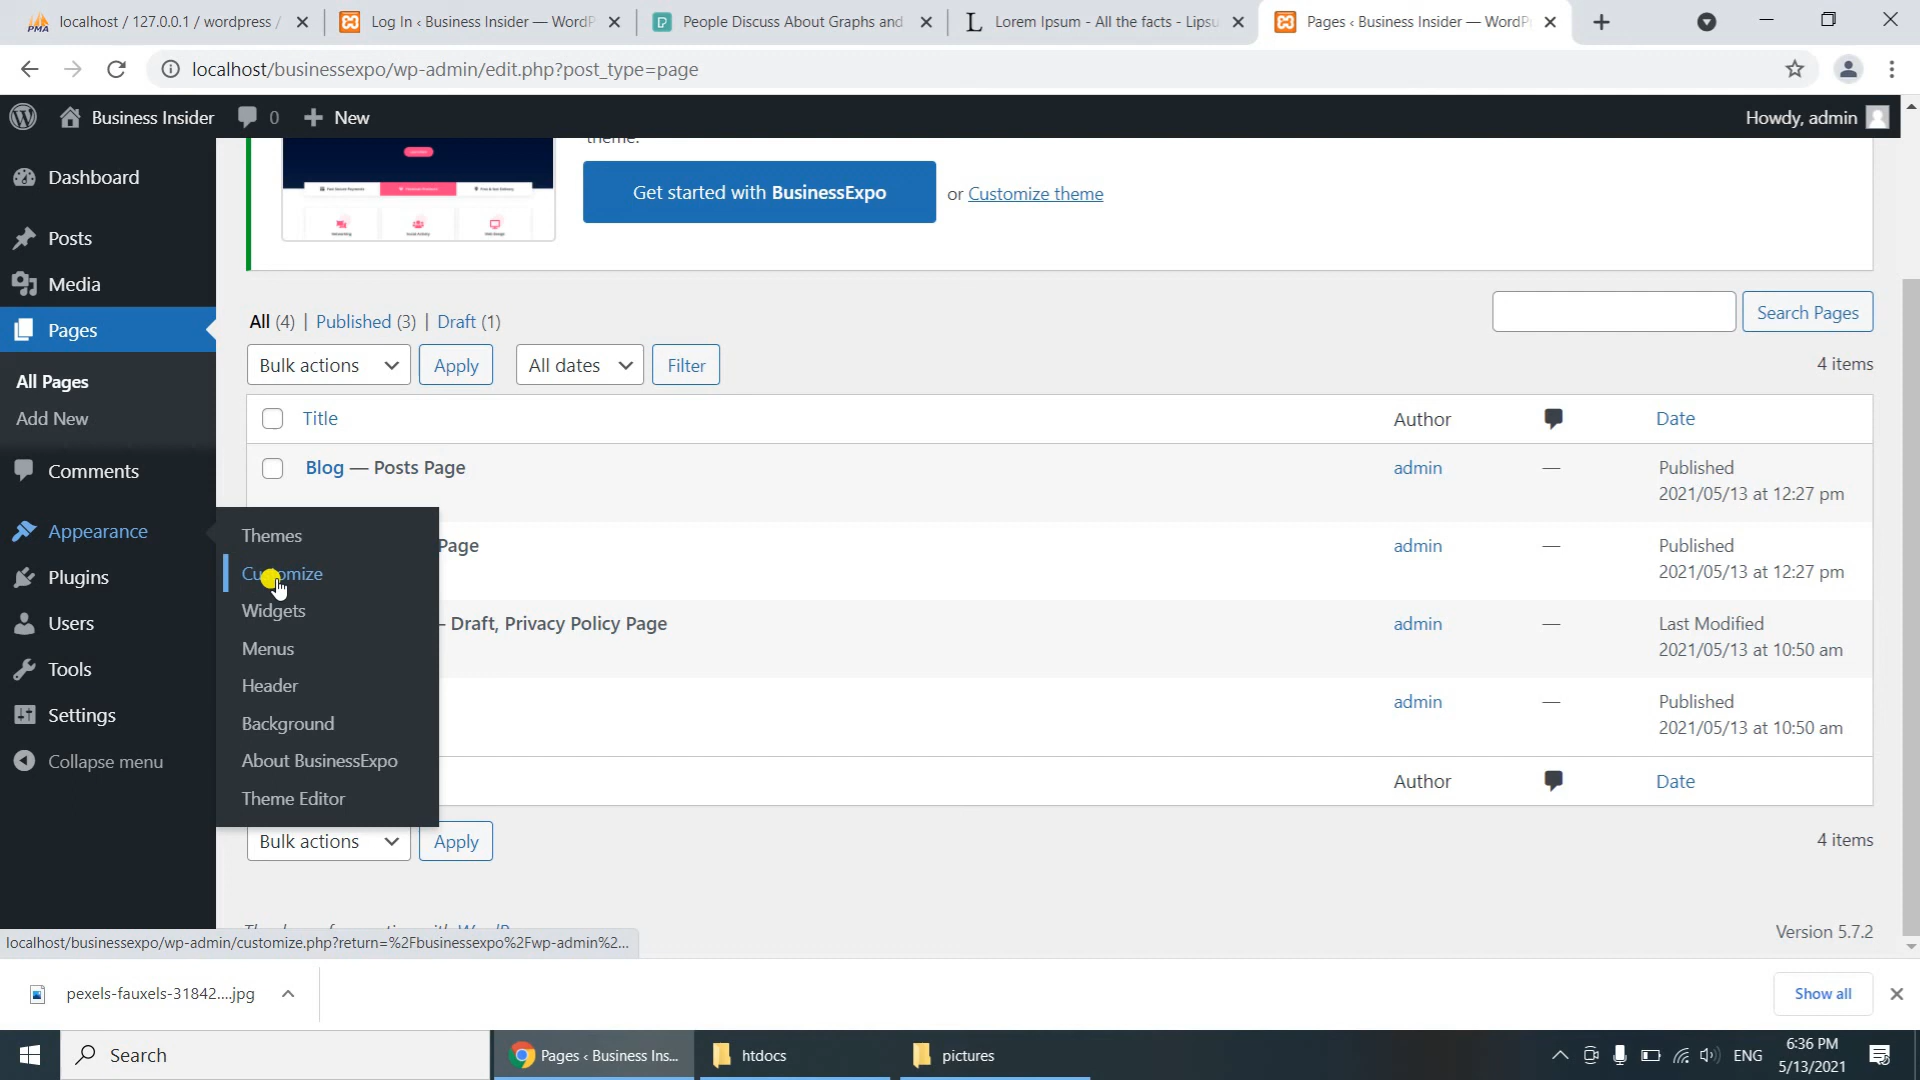 localhost / 127.0.0.1 / wordpress /
Log In ‹ Business Insider — WordP
People Discuss About Graphs and
Lorem Ipsum - All the facts - Lipsu
Pages ‹ Business Insider — WordPr
localhost/businessexpo/wp-admin/edit.php?post_type=page
Business Insider
0
New
Howdy, admin
Dashboard
Posts
Media
Pages
All Pages
Add New
Comments
Appearance
Plugins
Users
Tools
Settings
Collapse menu
theme.
Get started with BusinessExpo
or Customize theme
All (4) | Published (3) | Draft (1)
Search Pages
Bulk actions
Apply
All dates
Filter
4 items
Title
Author
Date
Blog — Posts Page
admin
—
Published
2021/05/13 at 12:27 pm
Page
admin
—
Published
2021/05/13 at 12:27 pm
– Draft, Privacy Policy Page
admin
—
Last Modified
2021/05/13 at 10:50 am
admin
—
Published
2021/05/13 at 10:50 am
Author
Date
Themes
Customize
Widgets
Menus
Header
Background
About BusinessExpo
Theme Editor
Bulk actions
Apply
4 items
Version 5.7.2
localhost/businessexpo/wp-admin/customize.php?return=%2Fbusinessexpo%2Fwp-admin%2...
pexels-fauxels-31842....jpg
Show all
Search
Pages ‹ Business Ins...
htdocs
pictures
ENG
6:36 PM
5/13/2021